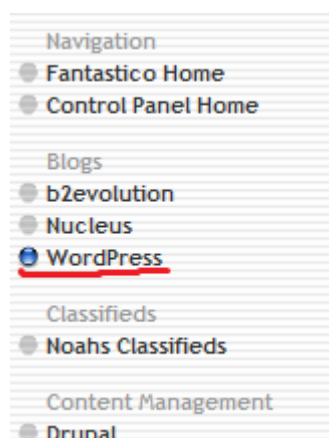 Navigation
Fantastico Home
Control Panel Home
Blogs
b2evolution
Nucleus
WordPress
Classifieds
Noahs Classifieds
Content Management
Drupal